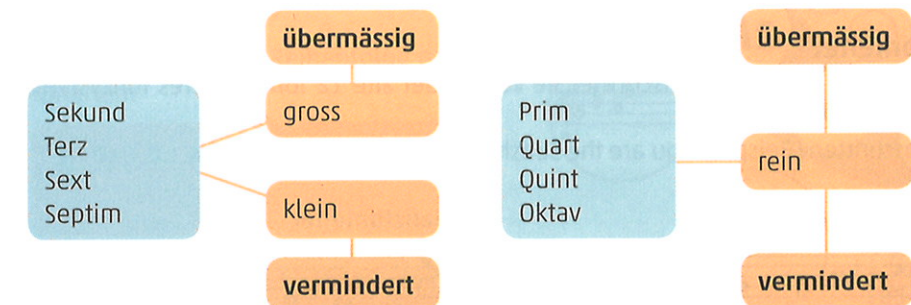 übermässig
Sekund
Terz
Sext
Septim
gross
klein
vermindert
übermässig
Prim
Quart
Quint
Oktav
rein
vermindert